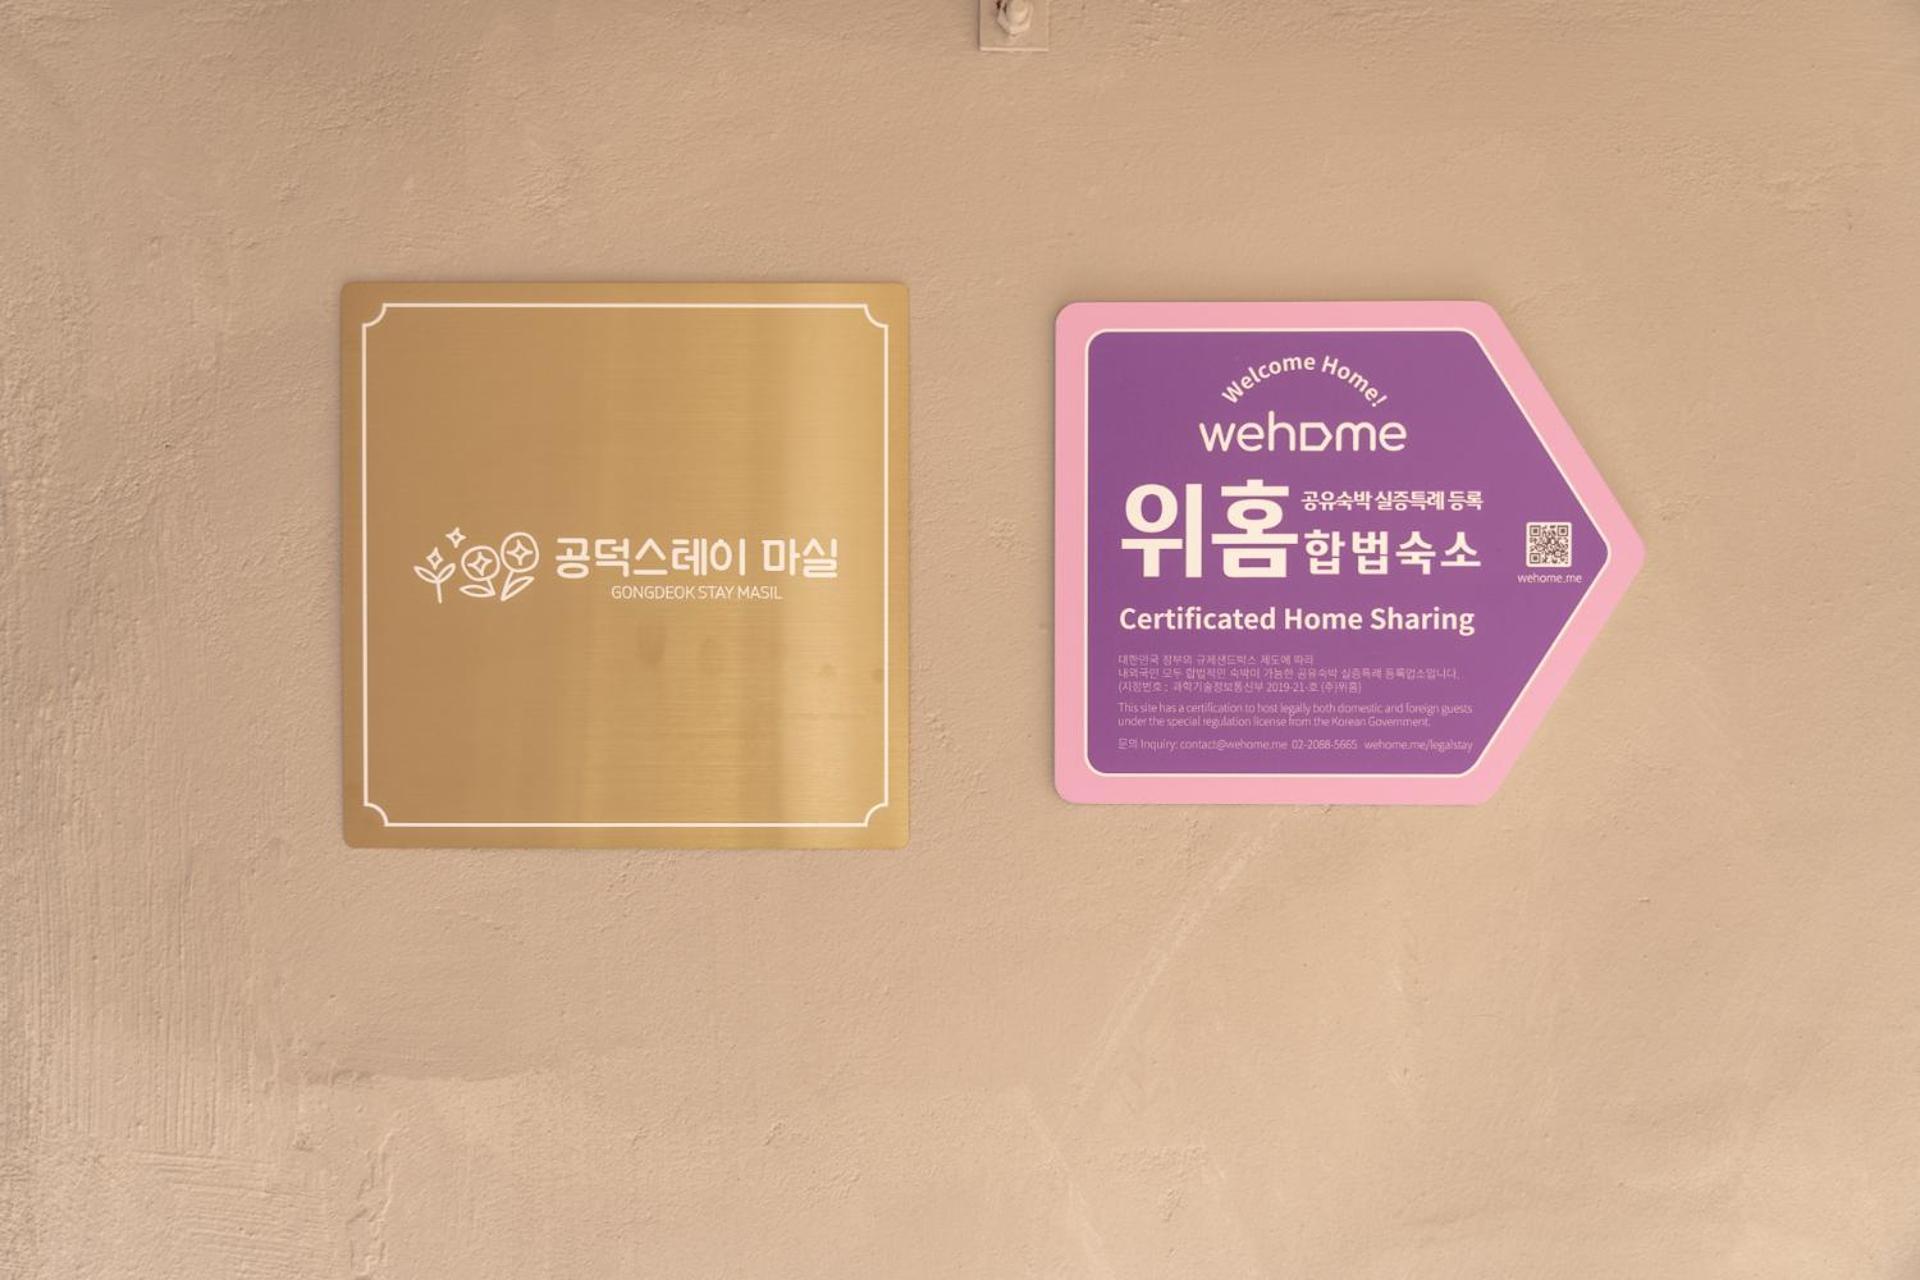 공덕스테이 마실
GONGDEOK STAY MASIL
Welcome Home!
wehome
위홈 공유숙박 실증특례 등록
합법숙소
wehome.me
Certificated Home Sharing
대한민국 정부의 규제샌드박스 제도에 따라
내외국인 모두 합법적인 숙박이 가능한 공유숙박 실증특례 등록업소입니다.
(지정번호 : 과학기술정보통신부 2019-21-호 (주)위홈)
This site has a certification to host legally both domestic and foreign guests
under the special regulation license from the Korean Government.
문의 Inquiry: contact@wehome.me 02-2088-5665 wehome.me/legalstay